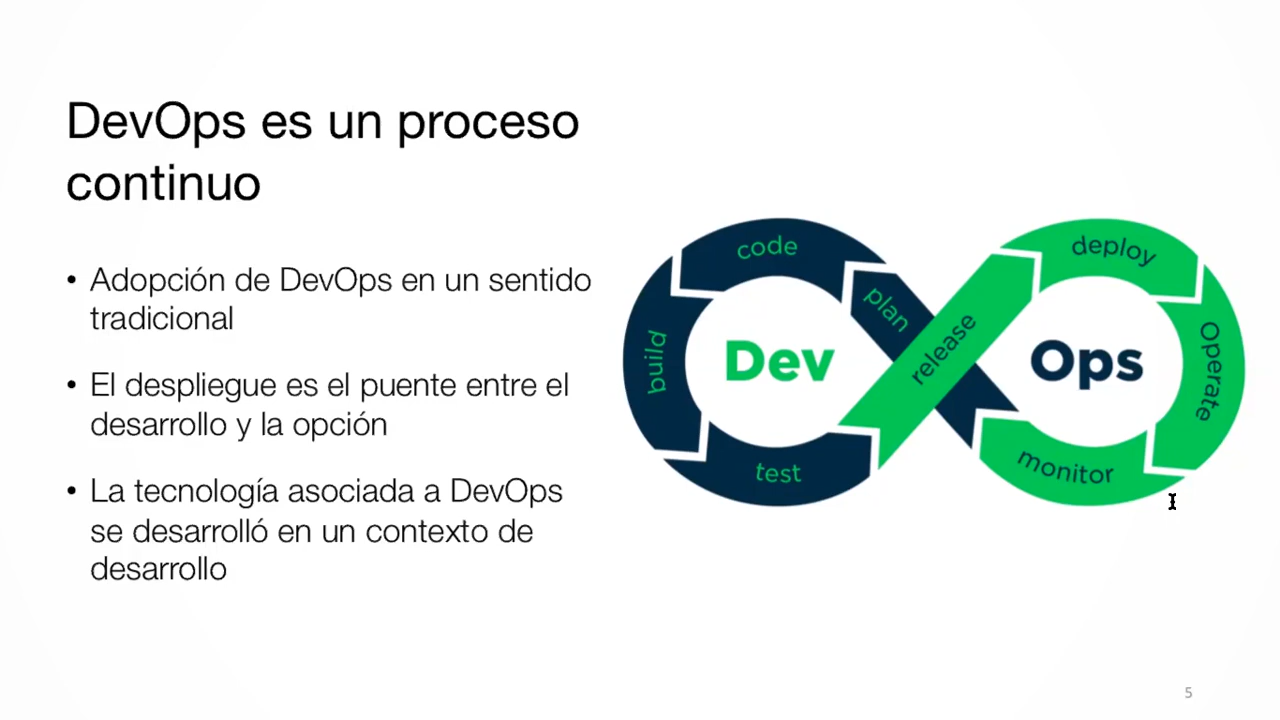 DevOps es un proceso
continuo
• Adopción de DevOps en un sentido
tradicional
• El despliegue es el puente entre el
desarrollo y la opción
• La tecnología asociada a DevOps
se desarrolló en un contexto de
desarrollo
code
plan
build
Dev
test
release
deploy
Ops
Operate
monitor
5